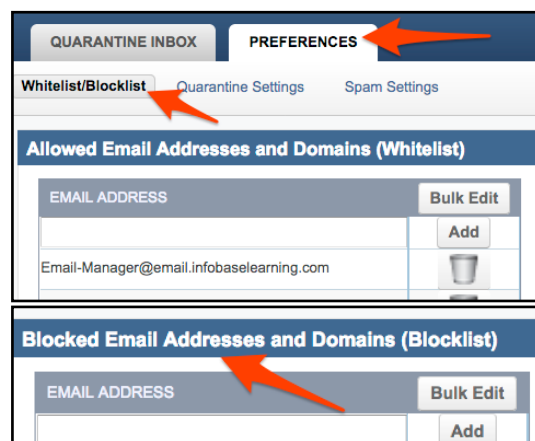 QUARANTINE INBOX PREFERENCES
Whitelist/Blocklist Quarantine Settings Spam Settings
Allowed Email Addresses and Domains (Whitelist)
EMAIL ADDRESS Bulk Edit
Add
Email-Manager@email.infobaselearning.com
Blocked Email Addresses and Domains (Blocklist)
EMAIL ADDRESS Bulk Edit
Add